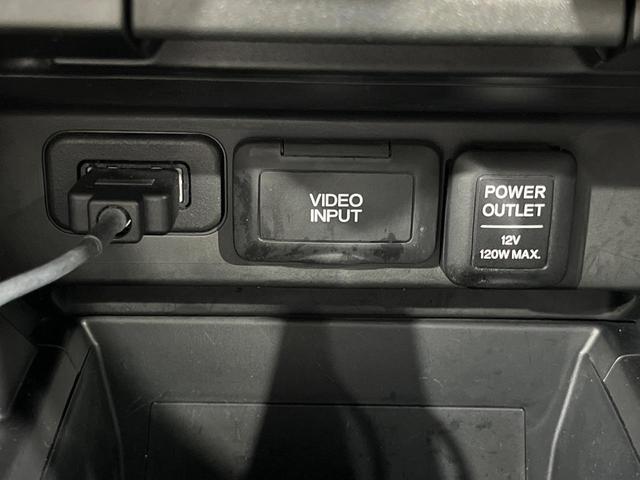 VIDEO
INPUT
POWER
OUTLET
12V
120W MAX.